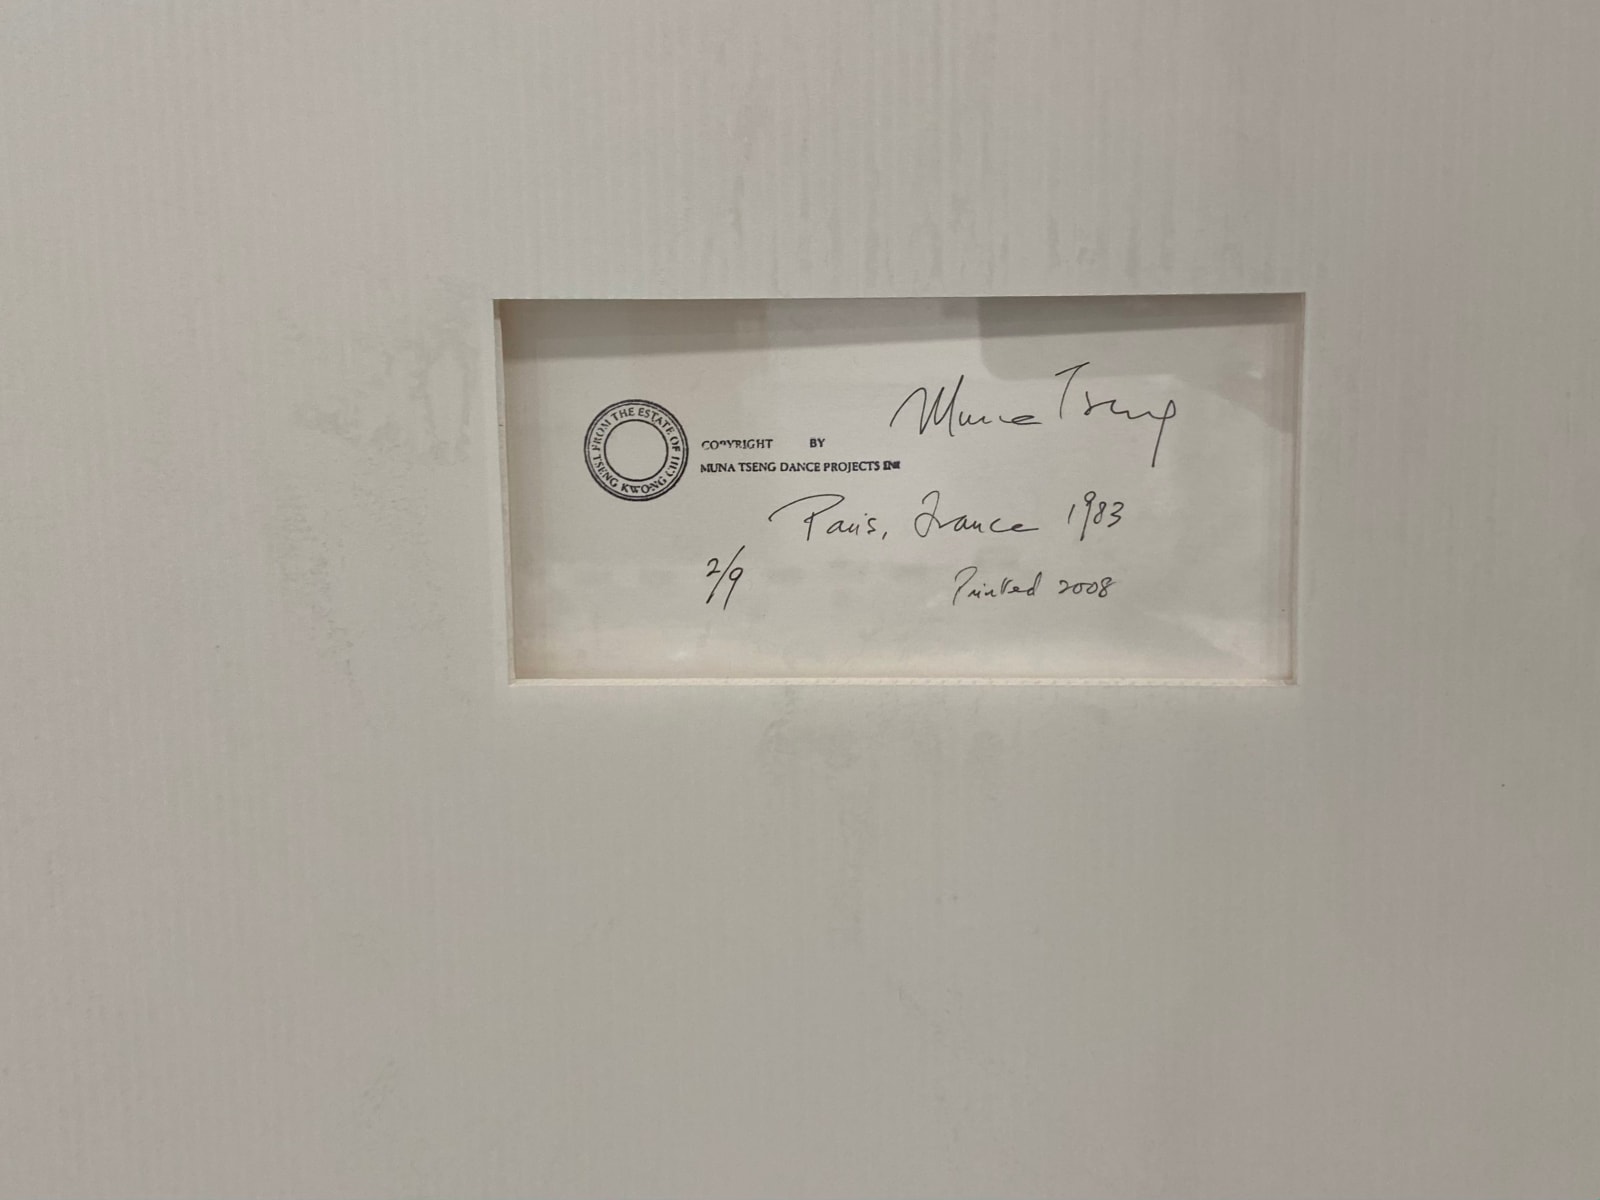 Muna Tseng
FROM THE ESTATE OF TSENG KWONG CHI
COPYRIGHT BY
MUNA TSENG DANCE PROJECTS INC
Paris, France 1983
2/9
Printed 2008